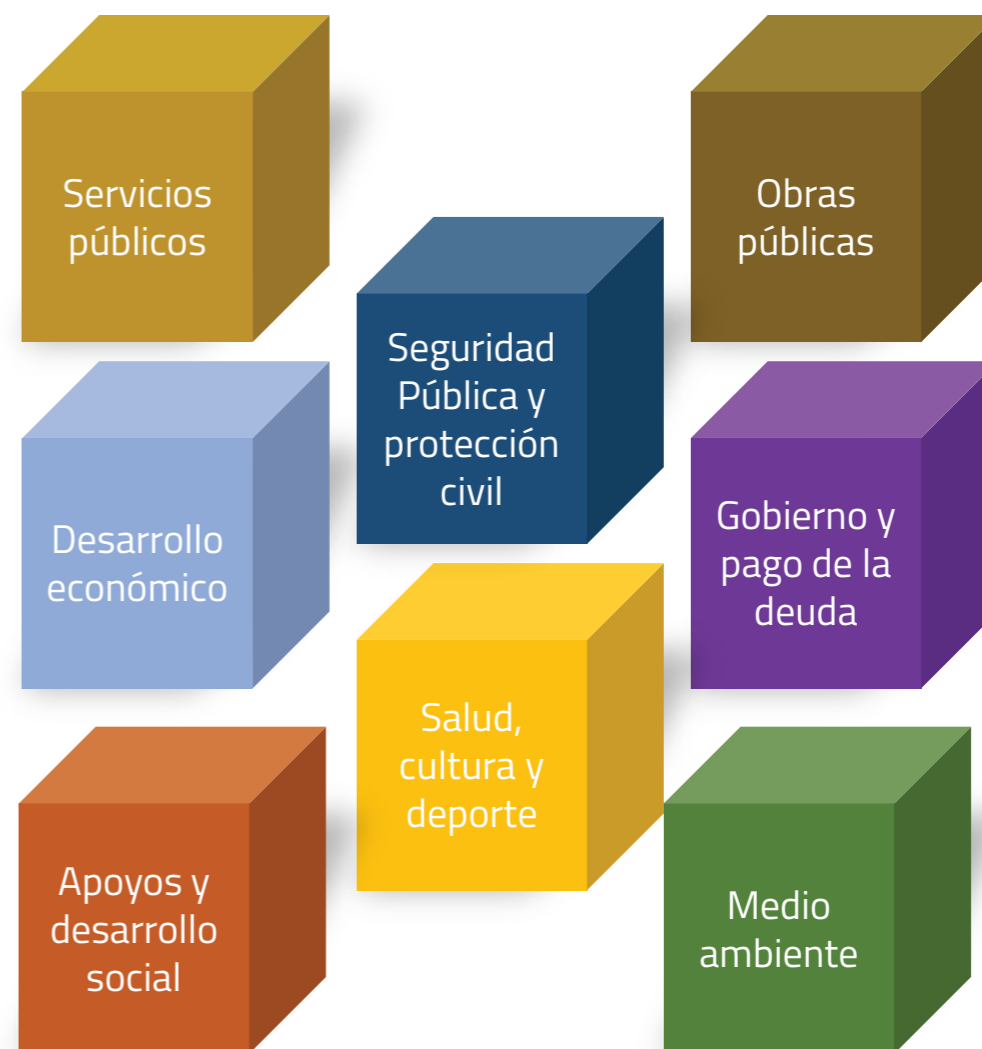 Servicios
públicos
Obras
públicas
Seguridad
Pública y
protección
civil
Desarrollo
económico
Gobierno y
pago de la
deuda
Salud,
cultura y
deporte
Apoyos y
desarrollo
social
Medio
ambiente